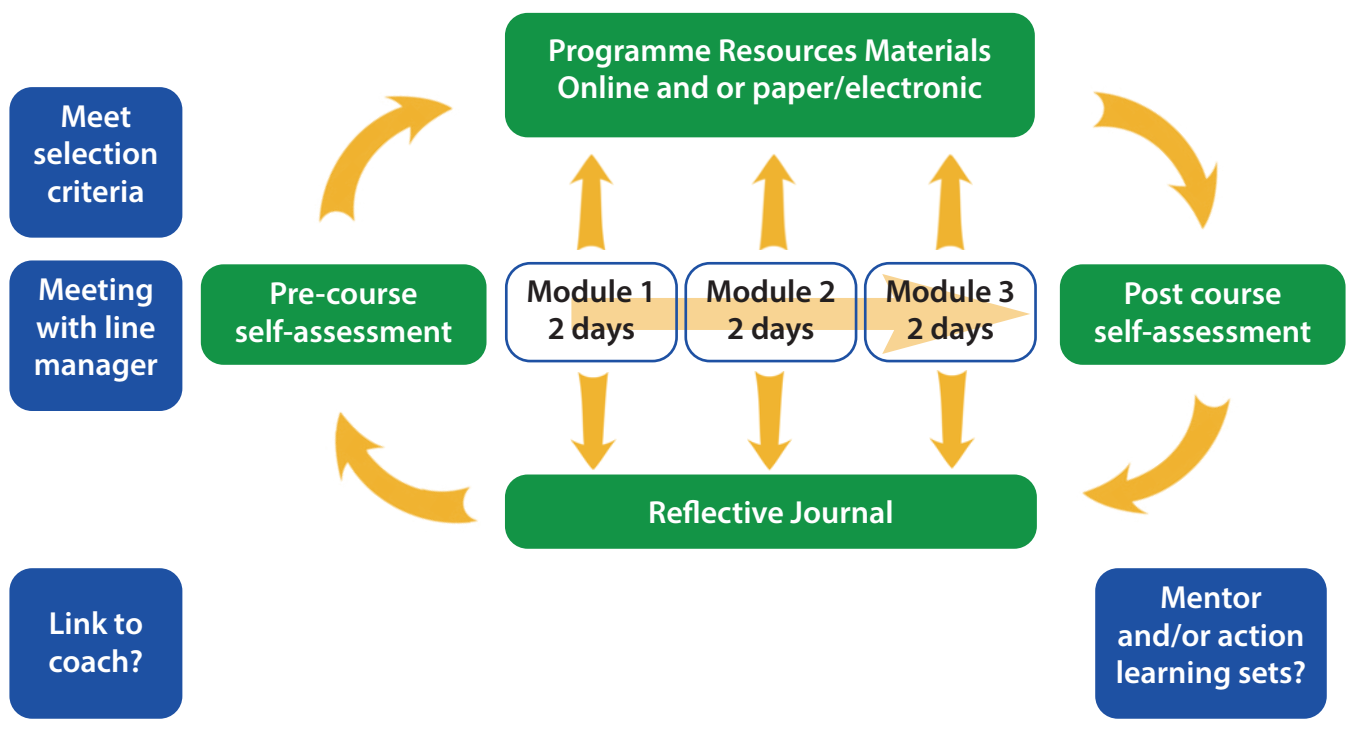 Programme Resources Materials
Online and or paper/electronic
Meet
selection
criteria
Meeting
with line
manager
Pre-course
self-assessment
Module 1
2 days
Module 2
2 days
Module 3
2 days
Post course
self-assessment
Reflective Journal
Link to
coach?
Mentor
and/or action
learning sets?